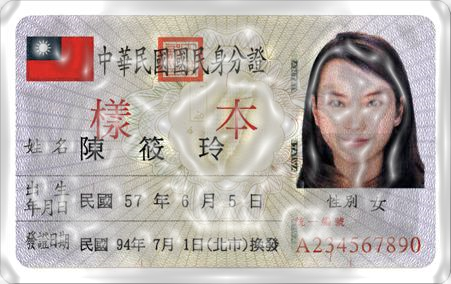 中華民國國民身分證
樣本
姓名 陳筱玲
出生年月日 民國 57 年 6 月 5 日
性別 女
統一編號
發證日期 民國 94年 7月 1日(北市)換發
A234567890